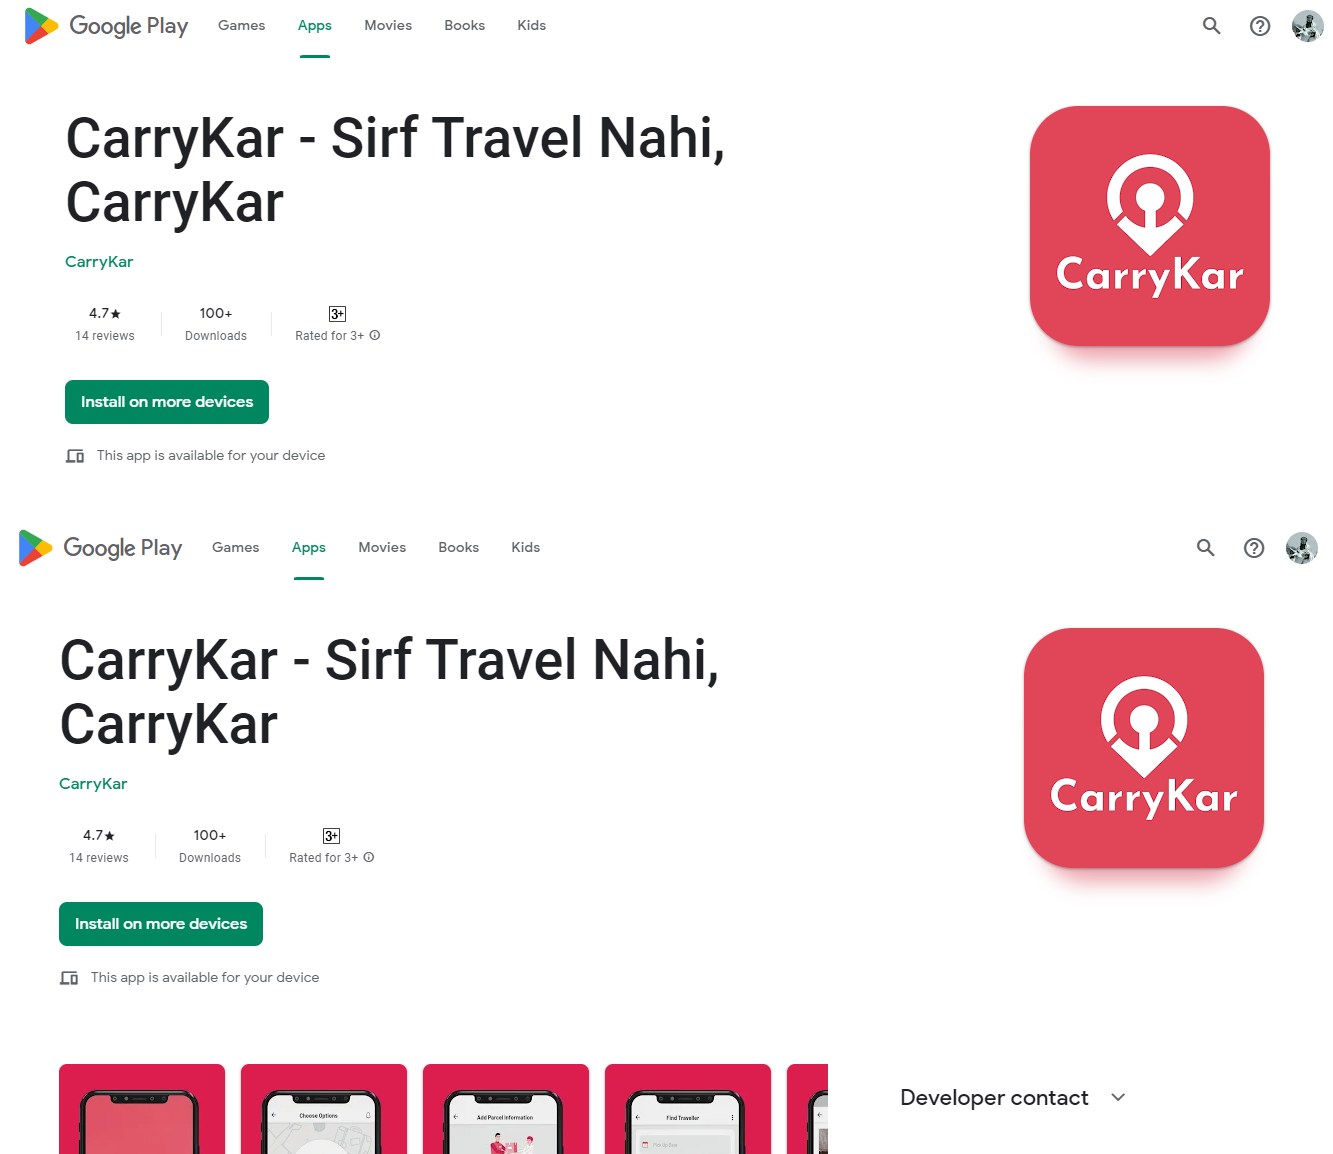 Google Play Games Apps Movies Books Kids
CarryKar - Sirf Travel Nahi,
CarryKar
CarryKar
CarryKar
4.7★ 100+ 3+
14 reviews Downloads Rated for 3+
Install on more devices
This app is available for your device
Google Play Games Apps Movies Books Kids
CarryKar - Sirf Travel Nahi,
CarryKar
CarryKar
CarryKar
4.7★ 100+ 3+
14 reviews Downloads Rated for 3+
Install on more devices
This app is available for your device
Choose Options
Add Parcel Information
Find Traveller
Developer contact